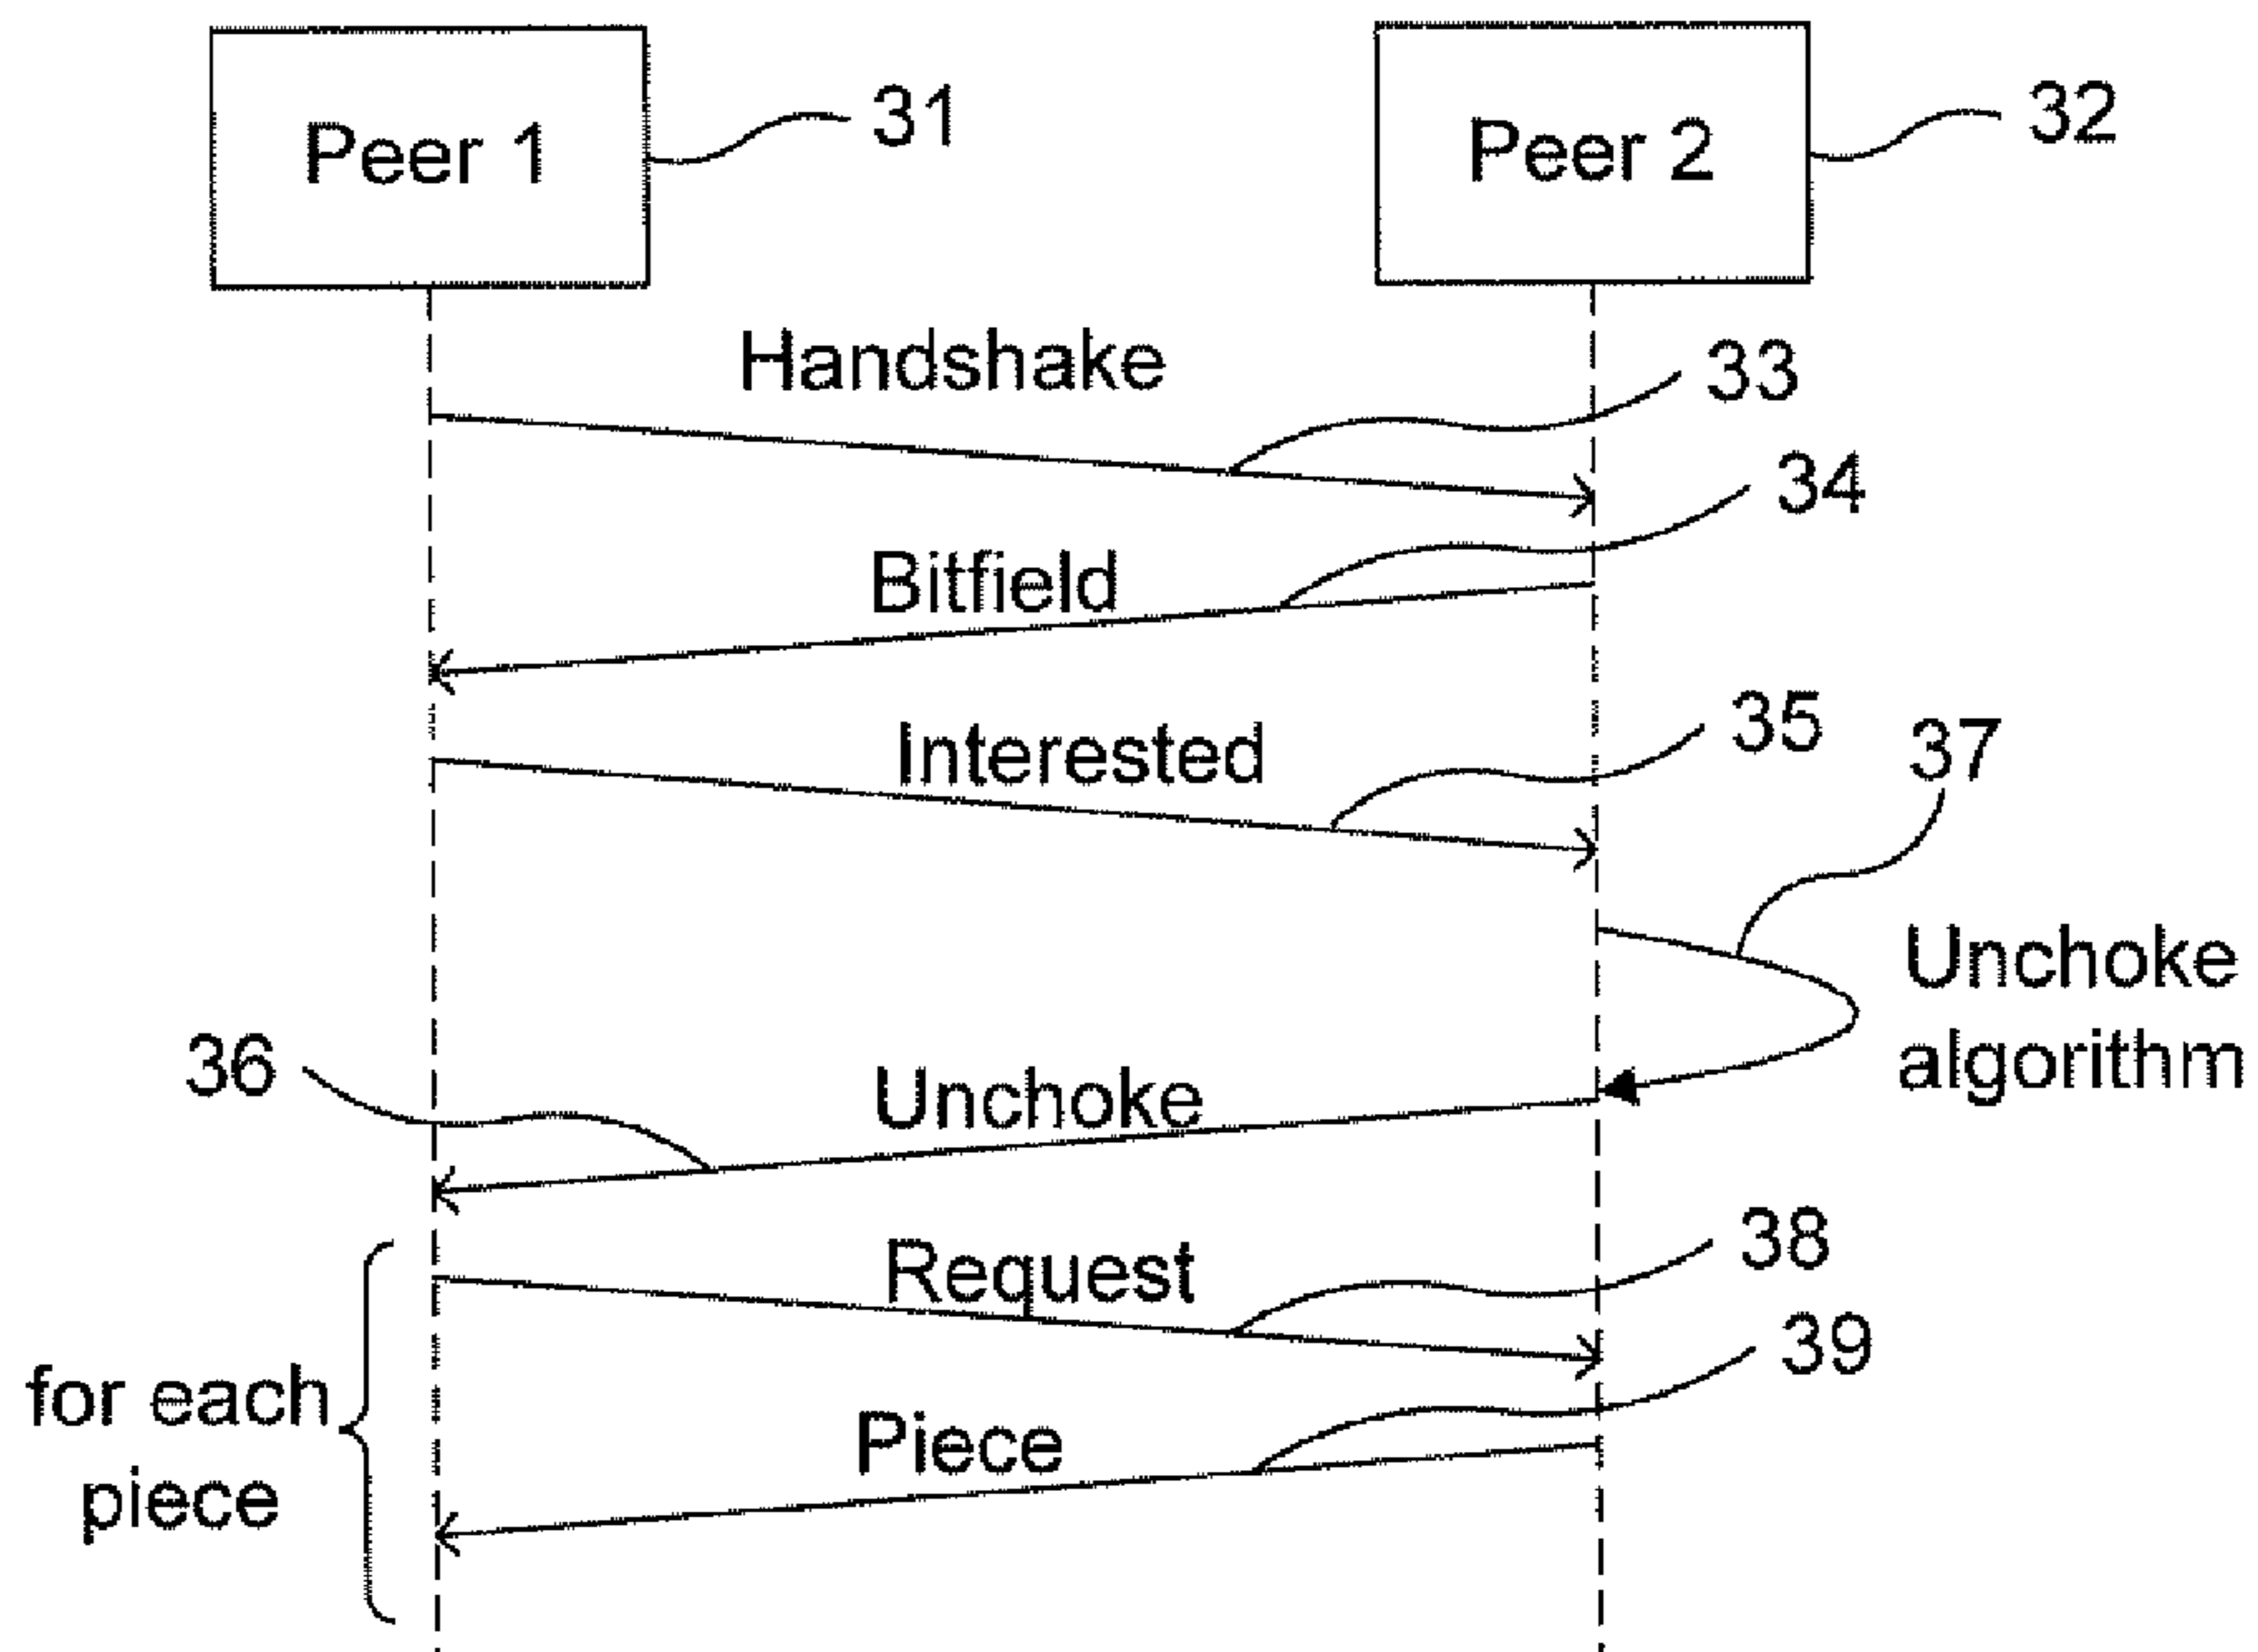 Peer 1
31
Peer 2
32
Handshake
33
34
Bitfield
35
Interested
37
Unchoke
algorithm
36
Unchoke
38
Request
39
for each
piece
Piece